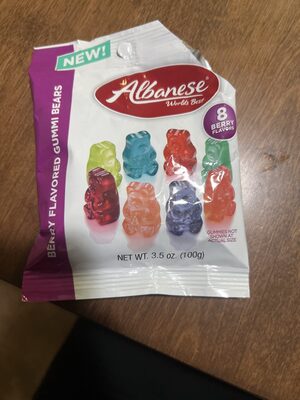 NEW!
Albanese
World's Best
8
BERRY
FLAVORS
BERRY FLAVORED GUMMI BEARS
GUMMIES NOT
SHOWN AT
ACTUAL SIZE
NET WT. 3.5 oz. (100g)